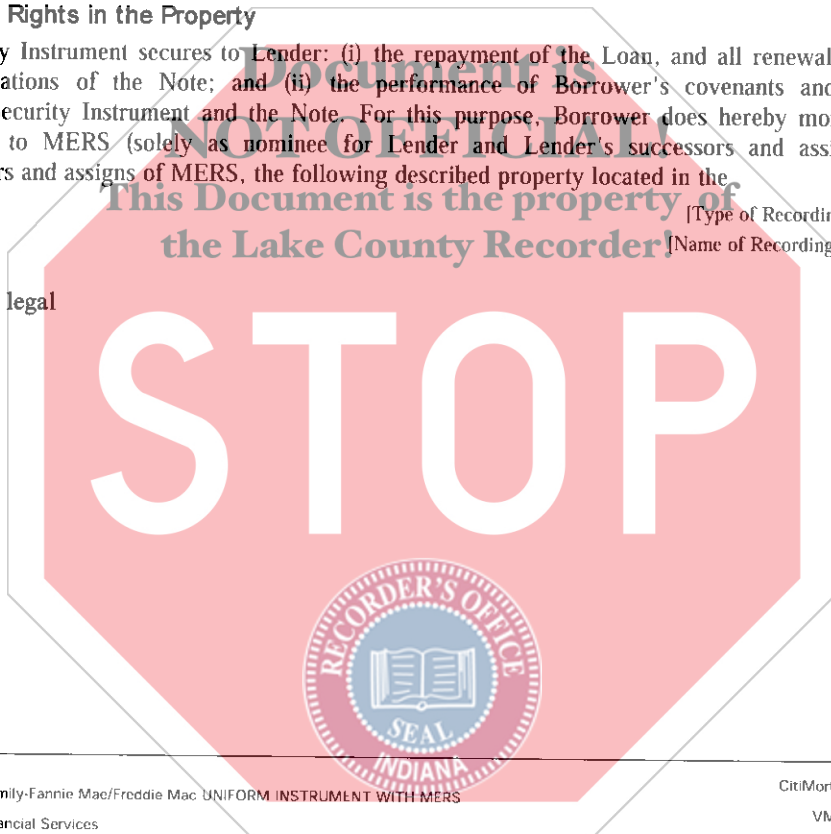 Rights in the Property
y Instrument secures to Lender: (i) the repayment of the Loan, and all renewal
ations of the Note; and (ii) the performance of Borrower's covenants and
ecurity Instrument and the Note. For this purpose, Borrower does hereby mo
to MERS (solely as nominee for Lender and Lender's successors and assi
rs and assigns of MERS, the following described property located in the
[Type of Recordin
[Name of Recording
legal
Document is
NOT OFFICIAL!
This Document is the property of
the Lake County Recorder!
STOP
RECORDER'S OFFICE
SEAL
INDIANA
mily-Fannie Mae/Freddie Mac UNIFORM INSTRUMENT WITH MERS
ancial Services
CitiMort
VM